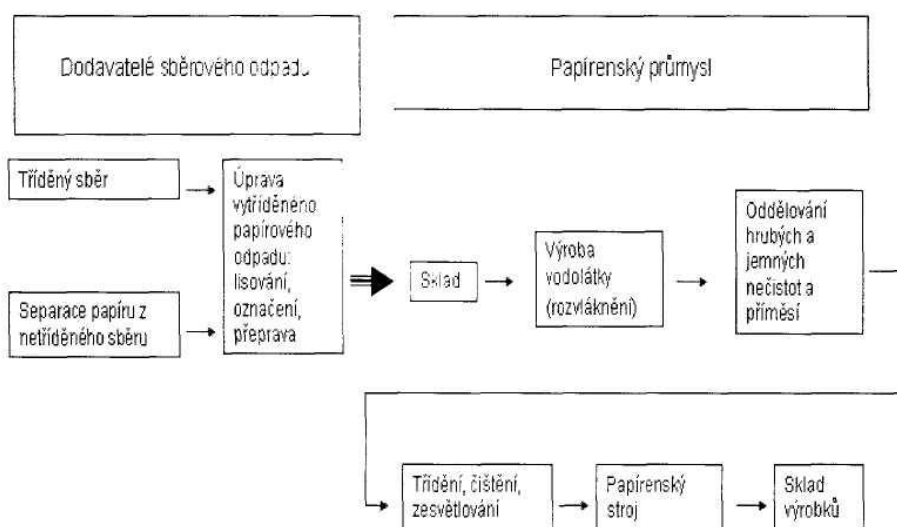 Dodavatelé sběrového odpadu
Papírenský průmysl
Tříděný sběr
Separace papíru z
netříděného sběru
Úprava
vytříděného
papírového
odpadu:
lisování,
označení,
přeprava
Sklad
Výroba
vodolátky
(rozvláknění)
Oddělování
hrubých a
jemných
nečistot a
příměsí
Třídění, čištění,
zesvětlování
Papírenský
stroj
Sklad
výrobků